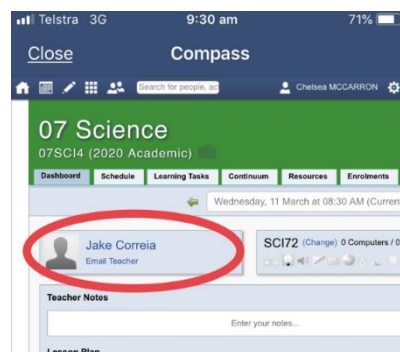 Telstra 3G 9:30 am 71%
Close Compass
Search for people, ac Chelsea MCCARRON
07 Science
07SCI4 (2020 Academic)
Dashboard Schedule Learning Tasks Continuum Resources Enrolments
Wednesday, 11 March at 08:30 AM (Curren
Jake Correia
Email Teacher
SCI72 (Change) 0 Computers / 0
Teacher Notes
Enter your notes...
Lesson Plan